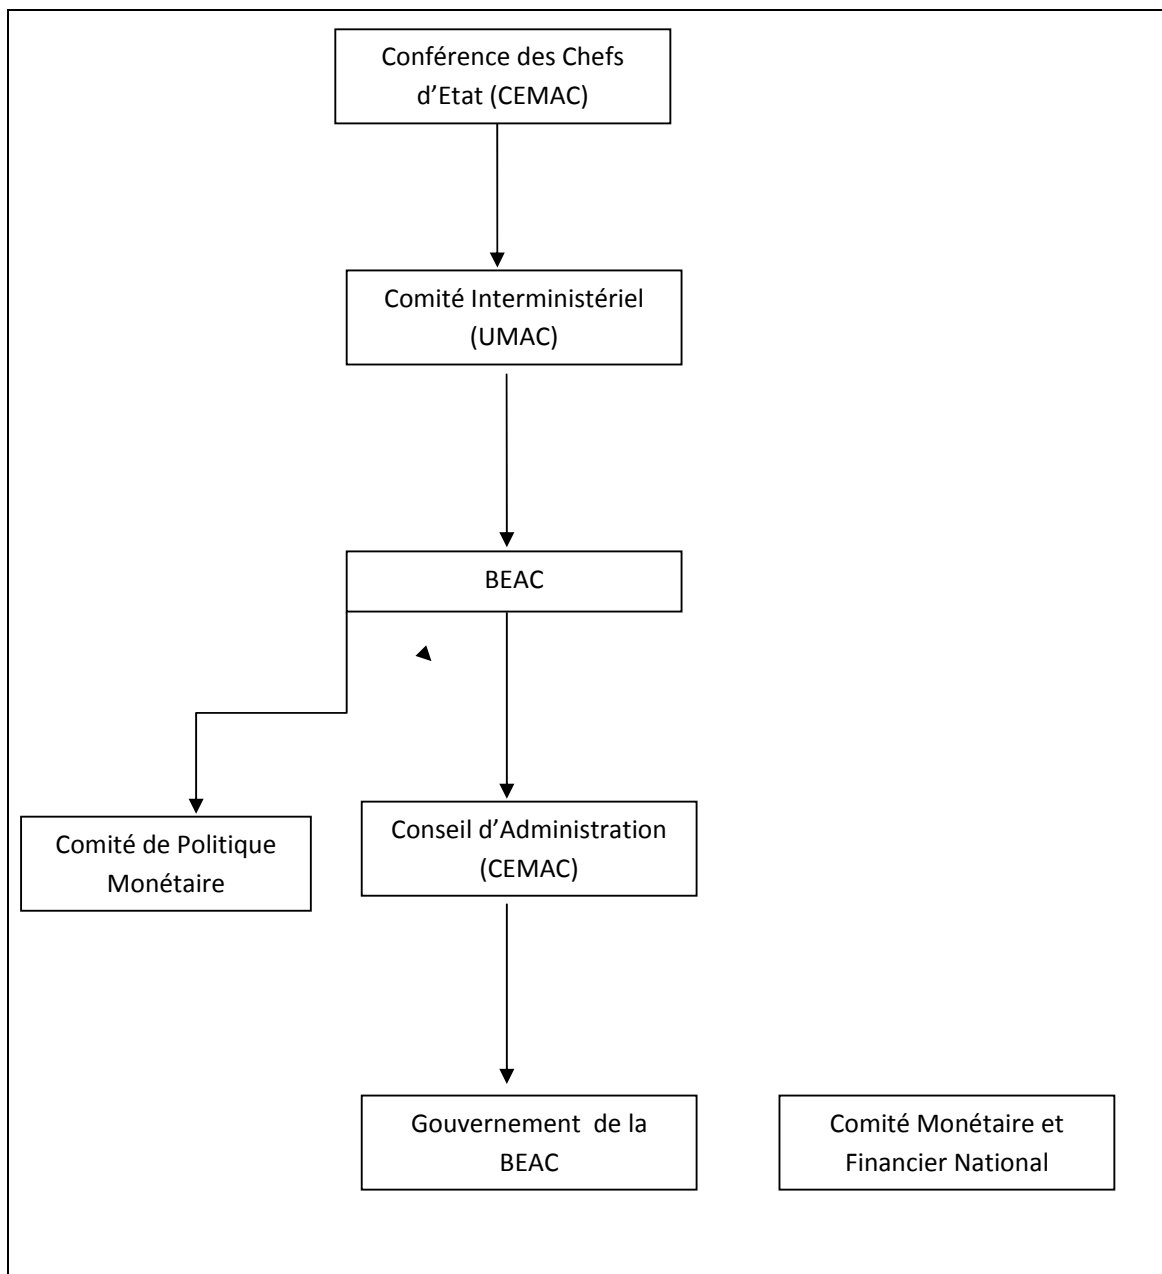 Conférence des Chefs
d’Etat (CEMAC)
Comité Interministériel
(UMAC)
BEAC
Comité de Politique
Monétaire
Conseil d’Administration
(CEMAC)
Gouvernement  de la
BEAC
Comité Monétaire et
Financier National